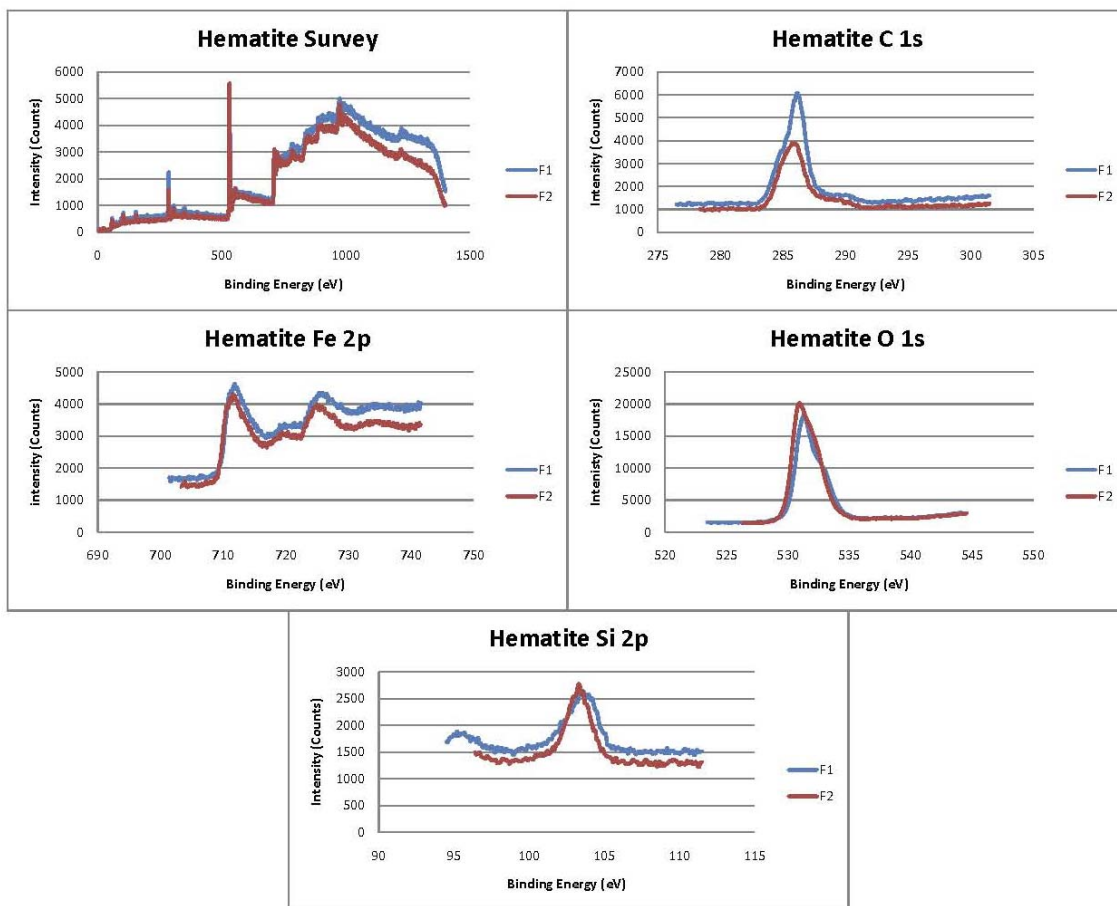 Hematite Survey
Intensity (Counts)
6000
5000
4000
3000
2000
1000
0
0
500
1000
1500
Binding Energy (eV)
F1
F2
Hematite C 1s
Intensity (Counts)
7000
6000
5000
4000
3000
2000
1000
0
275
280
285
290
295
300
305
Binding Energy (eV)
F1
F2
Hematite Fe 2p
intensity (Counts)
5000
4000
3000
2000
1000
0
690
700
710
720
730
740
750
Binding Energy (eV)
F1
F2
Hematite O 1s
Intenisty (Counts)
25000
20000
15000
10000
5000
0
520
525
530
535
540
545
550
Binding Energy (eV)
F1
F2
Hematite Si 2p
Intensity (Counts)
3000
2500
2000
1500
1000
500
0
90
95
100
105
110
115
Binding Energy (eV)
F1
F2